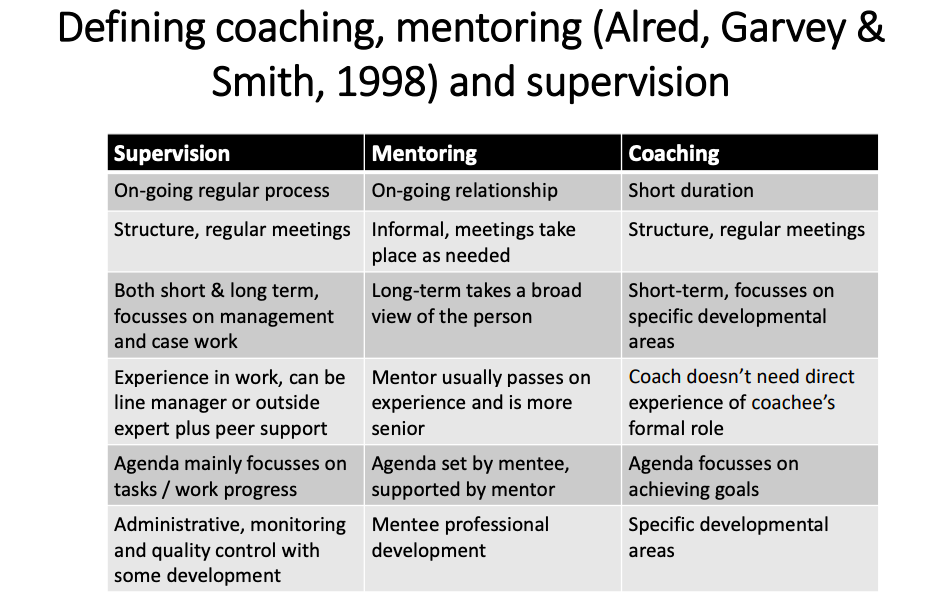 Defining coaching, mentoring (Alred, Garvey &
Smith, 1998) and supervision
Supervision
Mentoring
Coaching
On-going regular process
On-going relationship
Short duration
Structure, regular meetings
Informal, meetings take
place as needed
Structure, regular meetings
Both short & long term,
focusses on management
and case work
Long-term takes a broad
view of the person
Short-term, focusses on
specific developmental
areas
Experience in work, can be
line manager or outside
expert plus peer support
Mentor usually passes on
experience and is more
senior
Coach doesn’t need direct
experience of coachee’s
formal role
Agenda mainly focusses on
tasks / work progress
Agenda set by mentee,
supported by mentor
Agenda focusses on
achieving goals
Administrative, monitoring
and quality control with
some development
Mentee professional
development
Specific developmental
areas